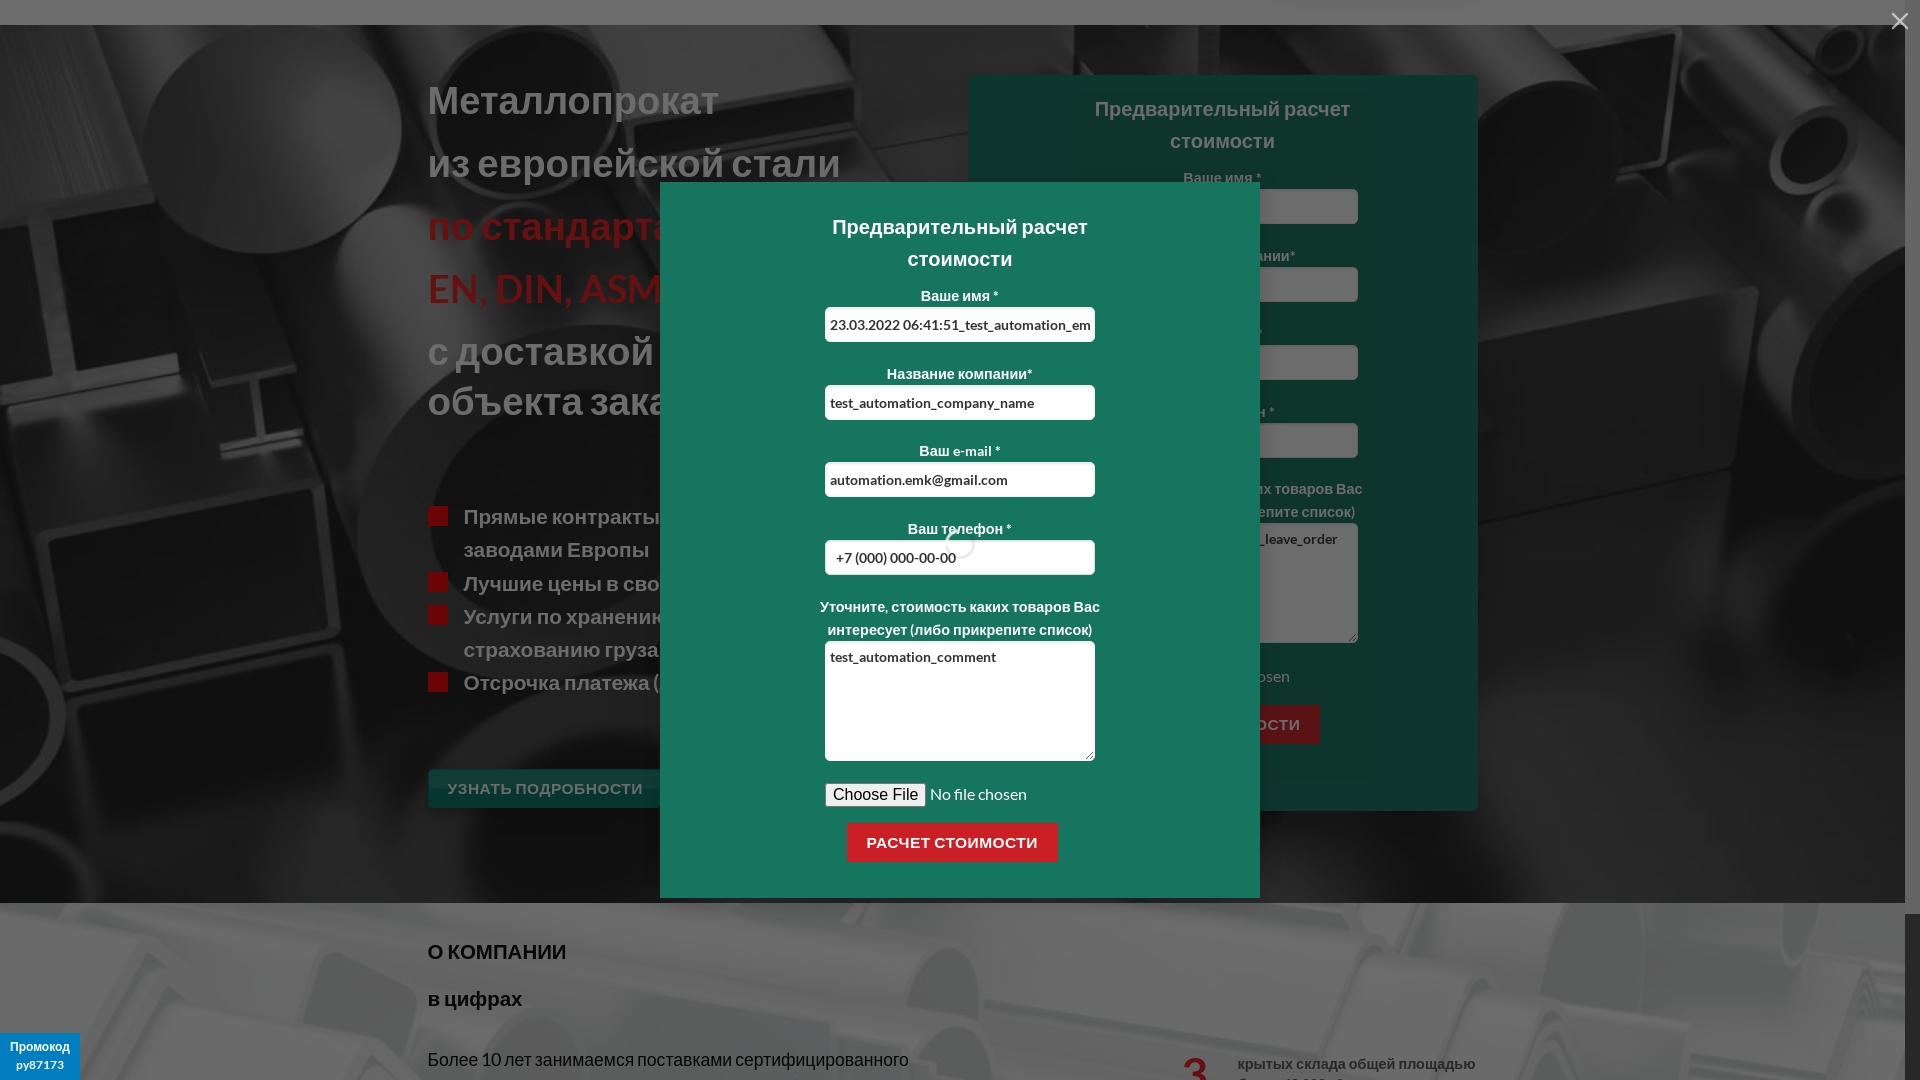 Металлопрокат
из европейской стали
по стандарта
EN, DIN, ASM
с доставкой
объекта зака
Прямые контракты
заводами Европы
Лучшие цены в сво
Услуги по хранению
страхованию груза
Отсрочка платежа (
УЗНАТЬ ПОДРОБНОСТИ
Предварительный расчет
стоимости
Ваше имя *
ании*
н *
их товаров Вас
епите список)
_leave_order
osen
ОСТИ
Предварительный расчет
стоимости
Ваше имя *
23.03.2022 06:41:51_test_automation_em
Название компании*
test_automation_company_name
Ваш e-mail *
automation.emk@gmail.com
Ваш телефон *
+7 (000) 000-00-00
Уточните, стоимость каких товаров Вас
интересует (либо прикрепите список)
test_automation_comment
Choose File No file chosen
РАСЧЕТ СТОИМОСТИ
О КОМПАНИИ
в цифрах
Более 10 лет занимаемся поставками сертифицированного
3 крытых склада общей площадью
Промокод
py87173